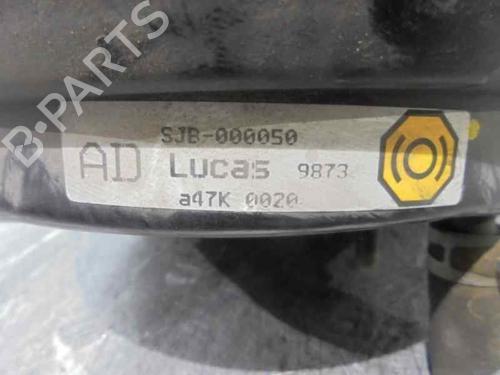 B-PARTS
SJB-000050
AD Lucas 9873
a47K 0020